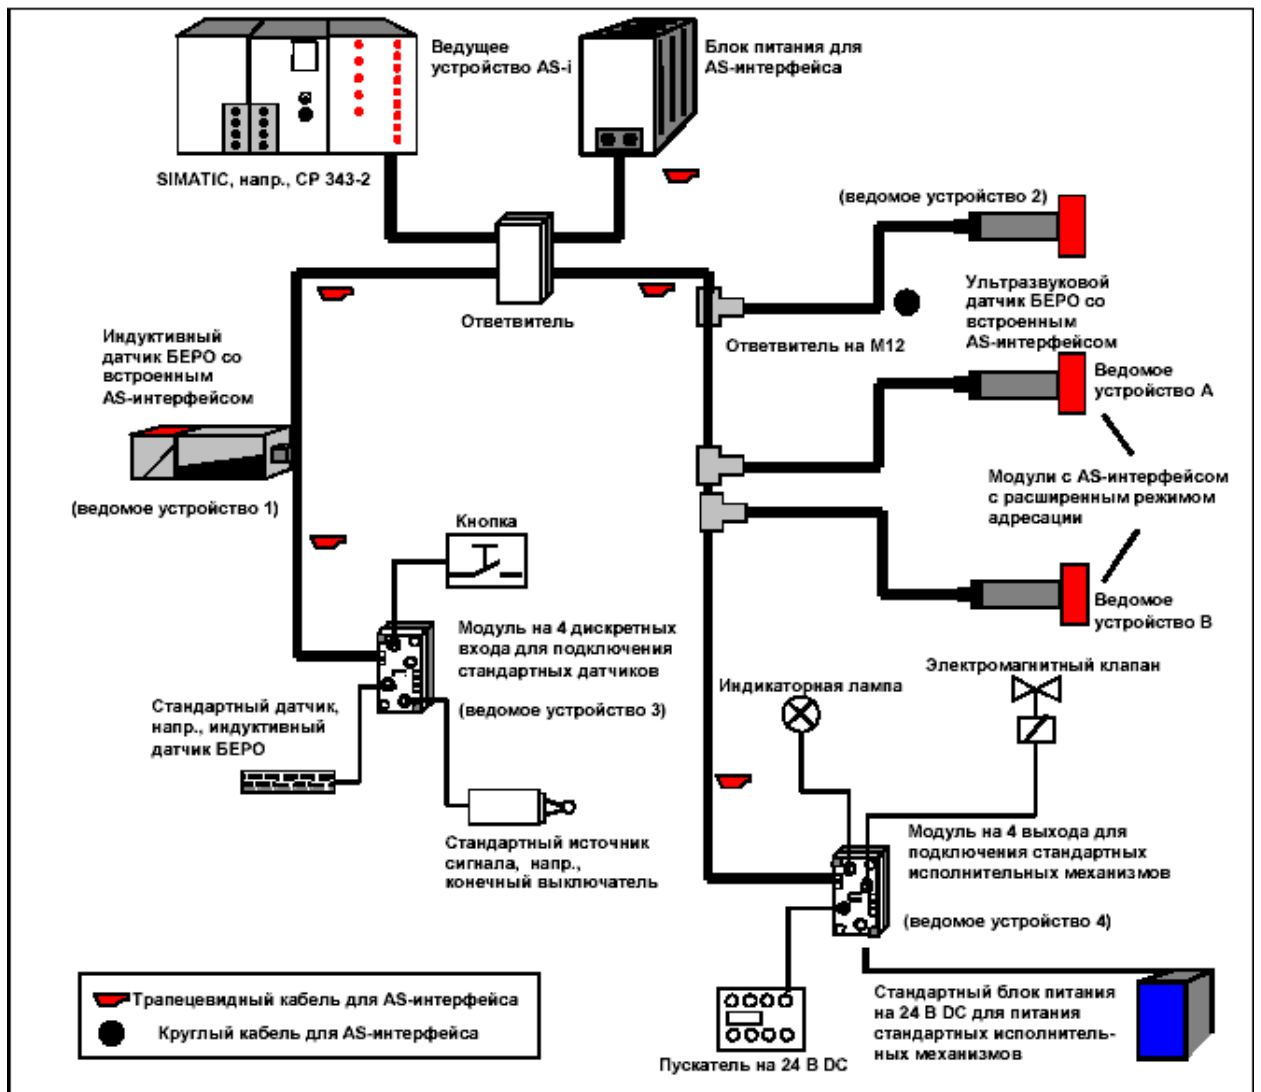 Ведущее
устройство AS-i
Блок питания для
AS-интерфейса
SIMATIC, напр., CP 343-2
(ведомое устройство 2)
Ответвитель
Ультразвуковой
датчик БЕРО со
встроенным
AS-интерфейсом
Ответвитель на M12
Индуктивный
датчик БЕРО со
встроенным
AS-интерфейсом
(ведомое устройство 1)
Ведомое
устройство A
Модули с AS-интерфейсом
с расширенным режимом
адресации
Ведомое
устройство B
Кнопка
Модуль на 4 дискретных
входа для подключения
стандартных датчиков
(ведомое устройство 3)
Стандартный датчик,
напр., индуктивный
датчик БЕРО
Стандартный источник
сигнала, напр.,
конечный выключатель
Электромагнитный клапан
Индикаторная лампа
Модуль на 4 выхода для
подключения стандартных
исполнительных механизмов
(ведомое устройство 4)
Стандартный блок питания
на 24 В DC для питания
стандартных исполнитель-
ных механизмов
Пускатель на 24 В DC
Трапецевидный кабель для AS-интерфейса
Круглый кабель для AS-интерфейса